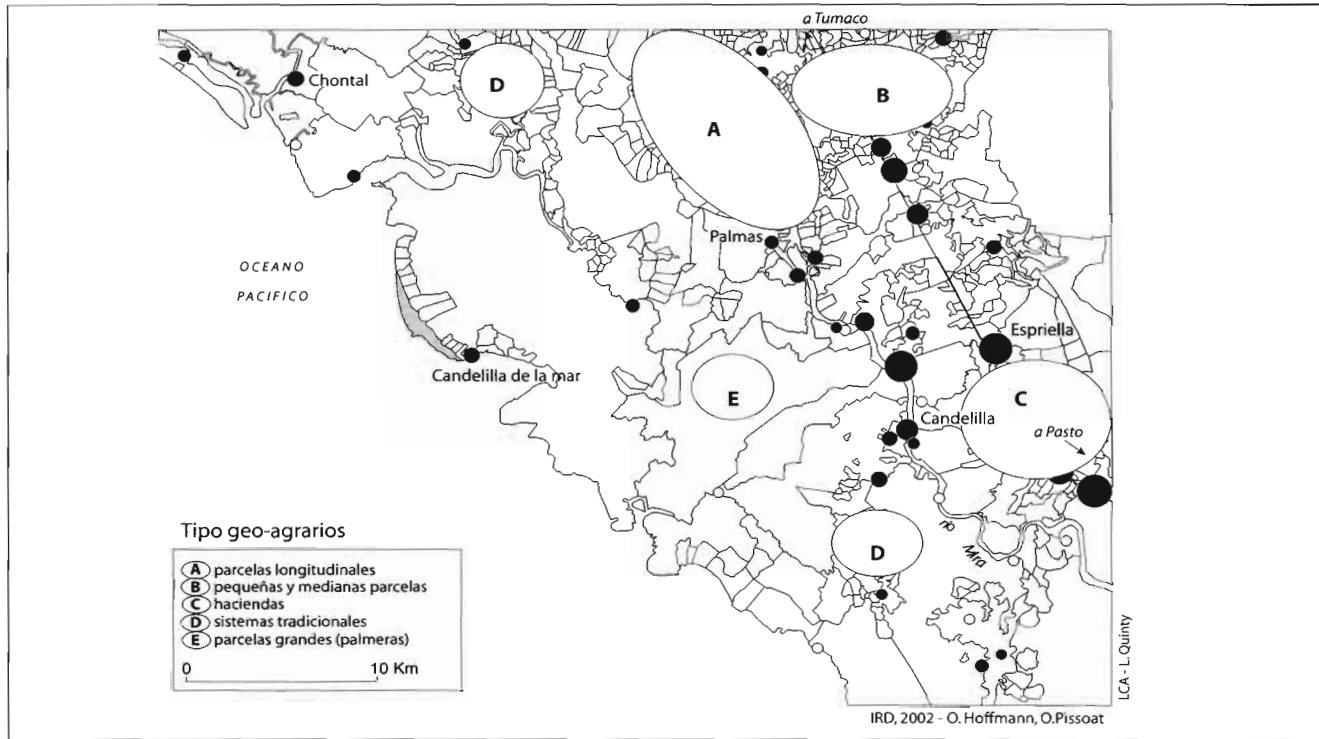 a Tumaco
Chontal
D
A
B
Palmas
OCEANO
PACIFICO
Espriella
Candelilla de la mar
E
C
Candelilla
a Pasto
D
río Mira
Tipo geo-agrarios
A parcelas longitudinales
B pequeñas y medianas parcelas
C haciendas
D sistemas tradicionales
E parcelas grandes (palmeras)
0 10 Km
LCA - L. Quinty
IRD, 2002 - O. Hoffmann, O.Pissoat